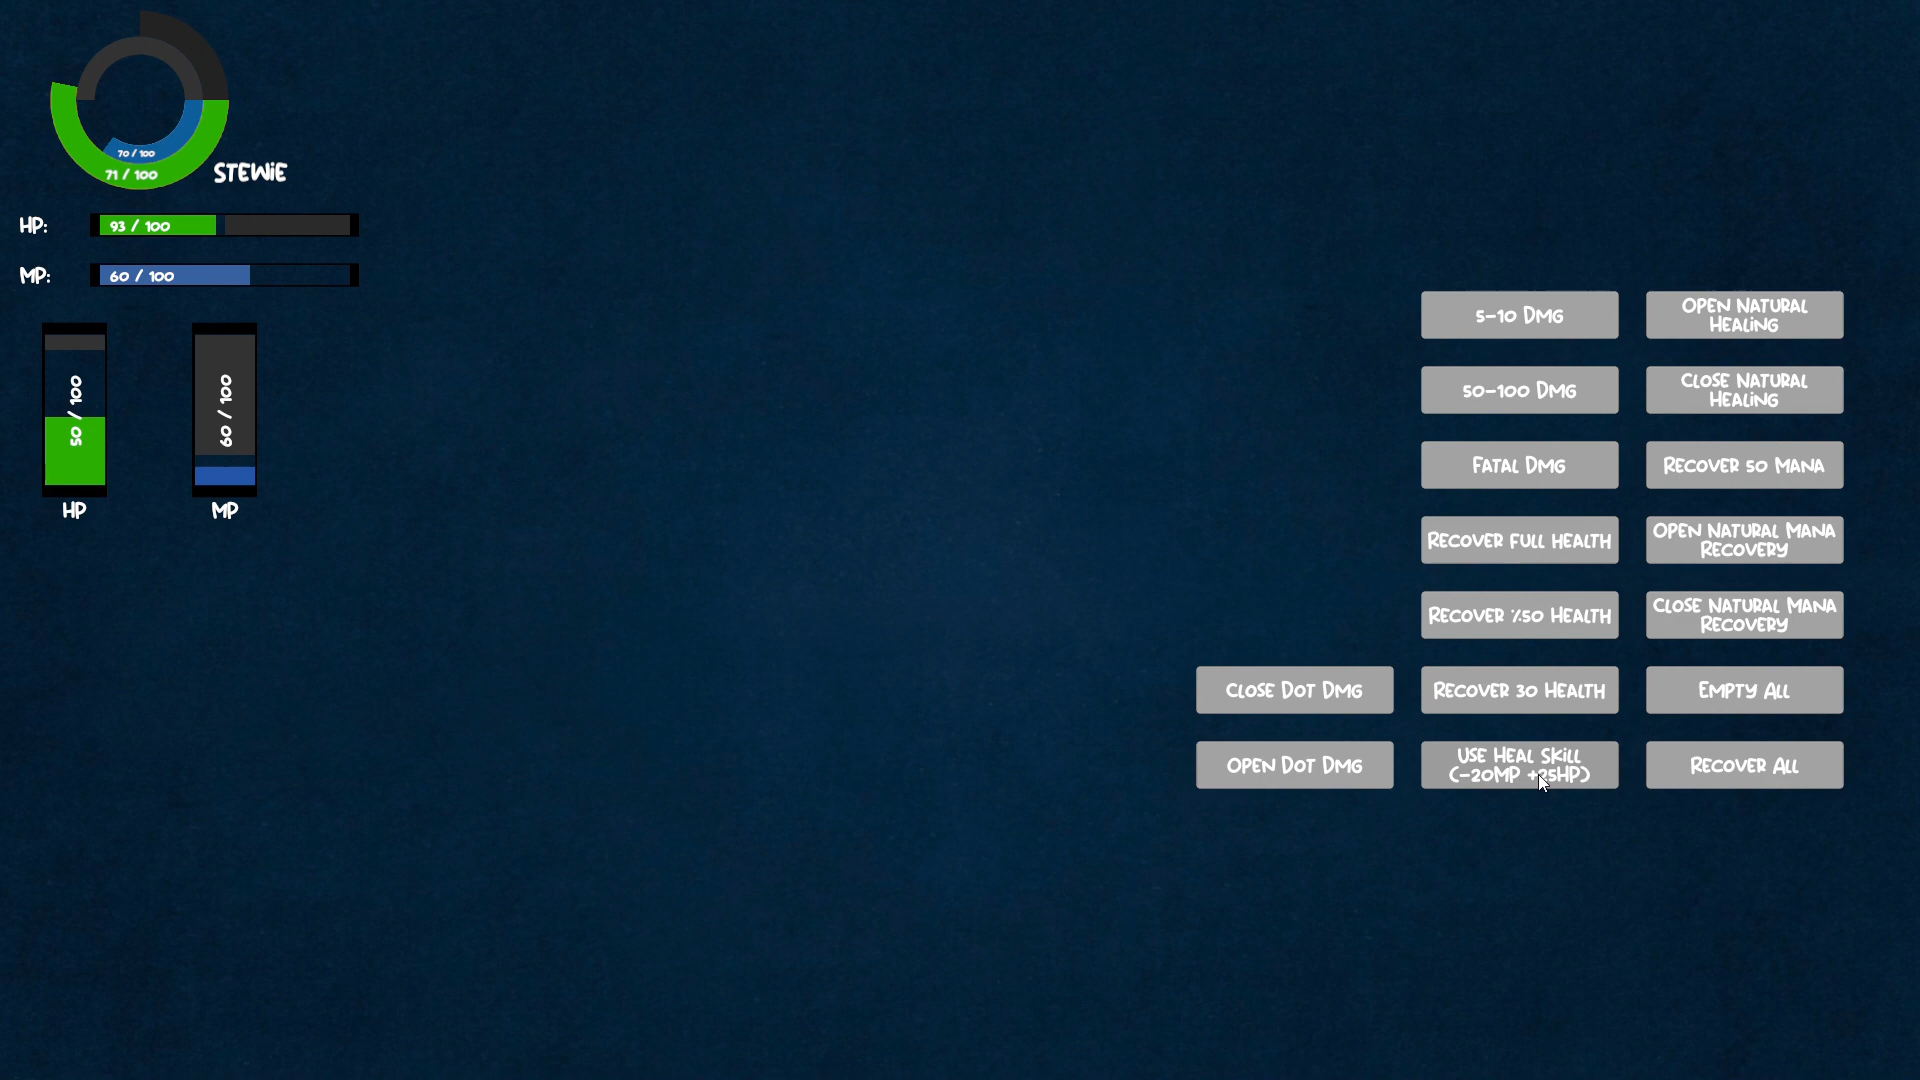 70 / 100
71 / 100
STEWIE
HP:
93 / 100
MP:
60 / 100
50 / 100
60 / 100
HP
MP
5-10 DMG
OPEN NATURAL
HEALING
50-100 DMG
CLOSE NATURAL
HEALING
FATAL DMG
RECOVER 50 MANA
RECOVER FULL HEALTH
OPEN NATURAL MANA
RECOVERY
RECOVER %50 HEALTH
CLOSE NATURAL MANA
RECOVERY
CLOSE DOT DMG
RECOVER 30 HEALTH
EMPTY ALL
OPEN DOT DMG
USE HEAL SKILL
(-20MP
RECOVER ALL